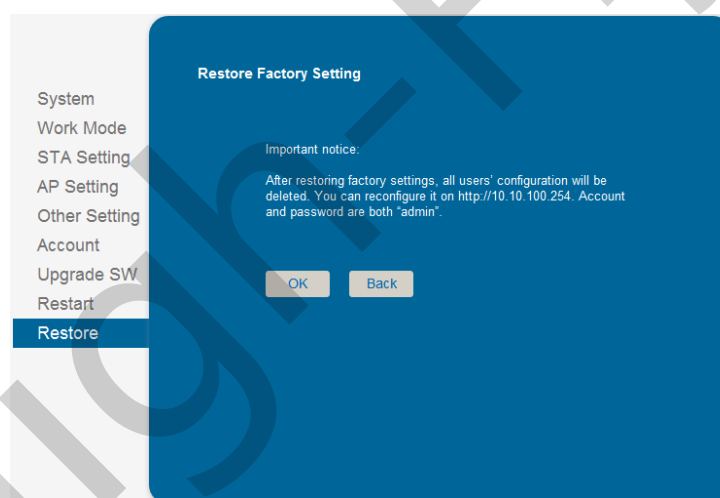 Restore Factory Setting
System
Work Mode
STA Setting
AP Setting
Other Setting
Account
Upgrade SW
Restart
Restore
Important notice:
After restoring factory settings, all users' configuration will be
deleted. You can reconfigure it on http://10.10.100.254. Account
and password are both “admin”.
OK
Back